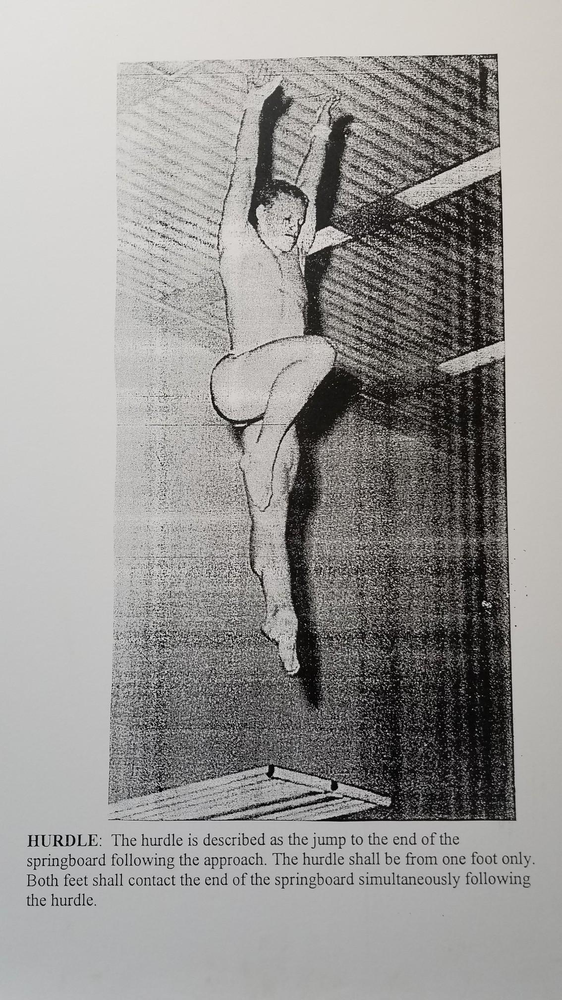 HURDLE: The hurdle is described as the jump to the end of the
springboard following the approach. The hurdle shall be from one foot only.
Both feet shall contact the end of the springboard simultaneously following
the hurdle.